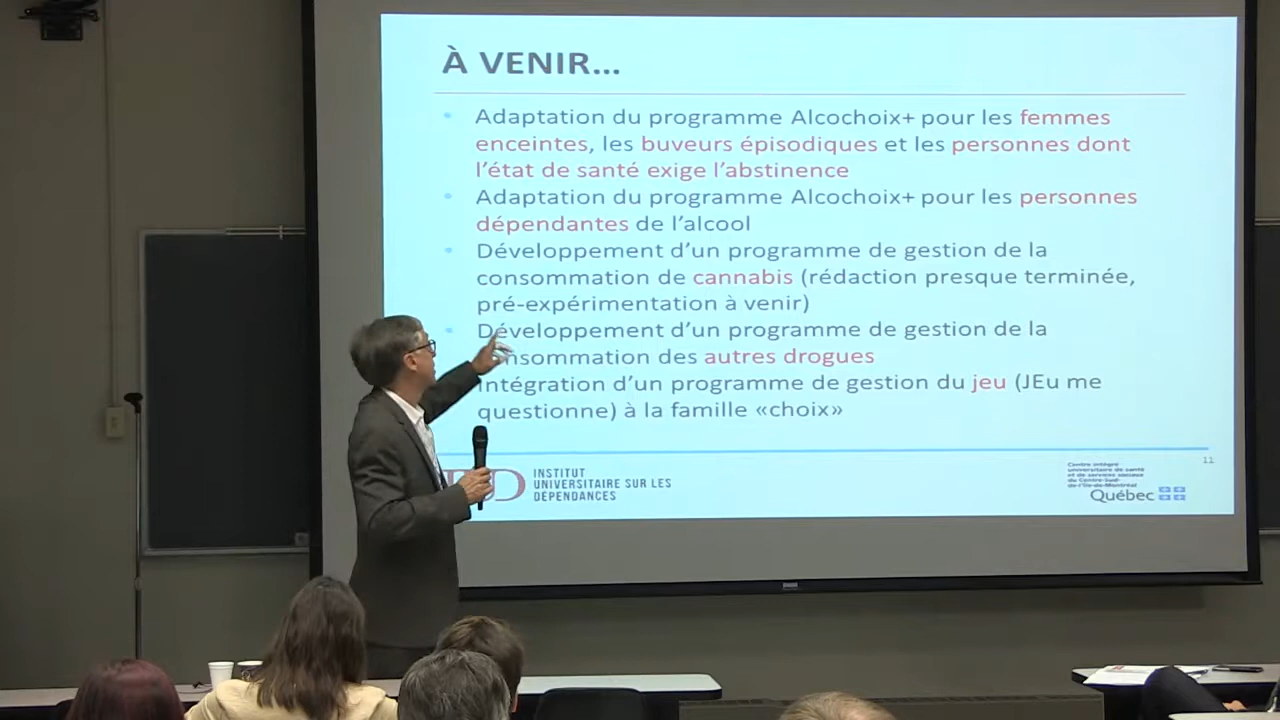 À VENIR...
Adaptation du programme Alcochoix+ pour les femmes
enceintes, les buveurs épisodiques et les personnes dont
l'état de santé exige l'abstinence
Adaptation du programme Alcochoix+ pour les personnes
dépendantes de l'alcool
Développement d'un programme de gestion de la
consommation de cannabis (rédaction presque terminée,
pré-expérimentation à venir)
Développement d'un programme de gestion de la
nsommation des autres drogues
Intégration d'un programme de gestion du jeu (JEu me
questionne) à la famille «choix»
INSTITUT
UNIVERSITAIRE SUR LES
DÉPENDANCES
Centre intégré
universitaire de santé
et de services sociaux
du Centre-Sud-
de-l'Île-de-Montréal
Québec
11